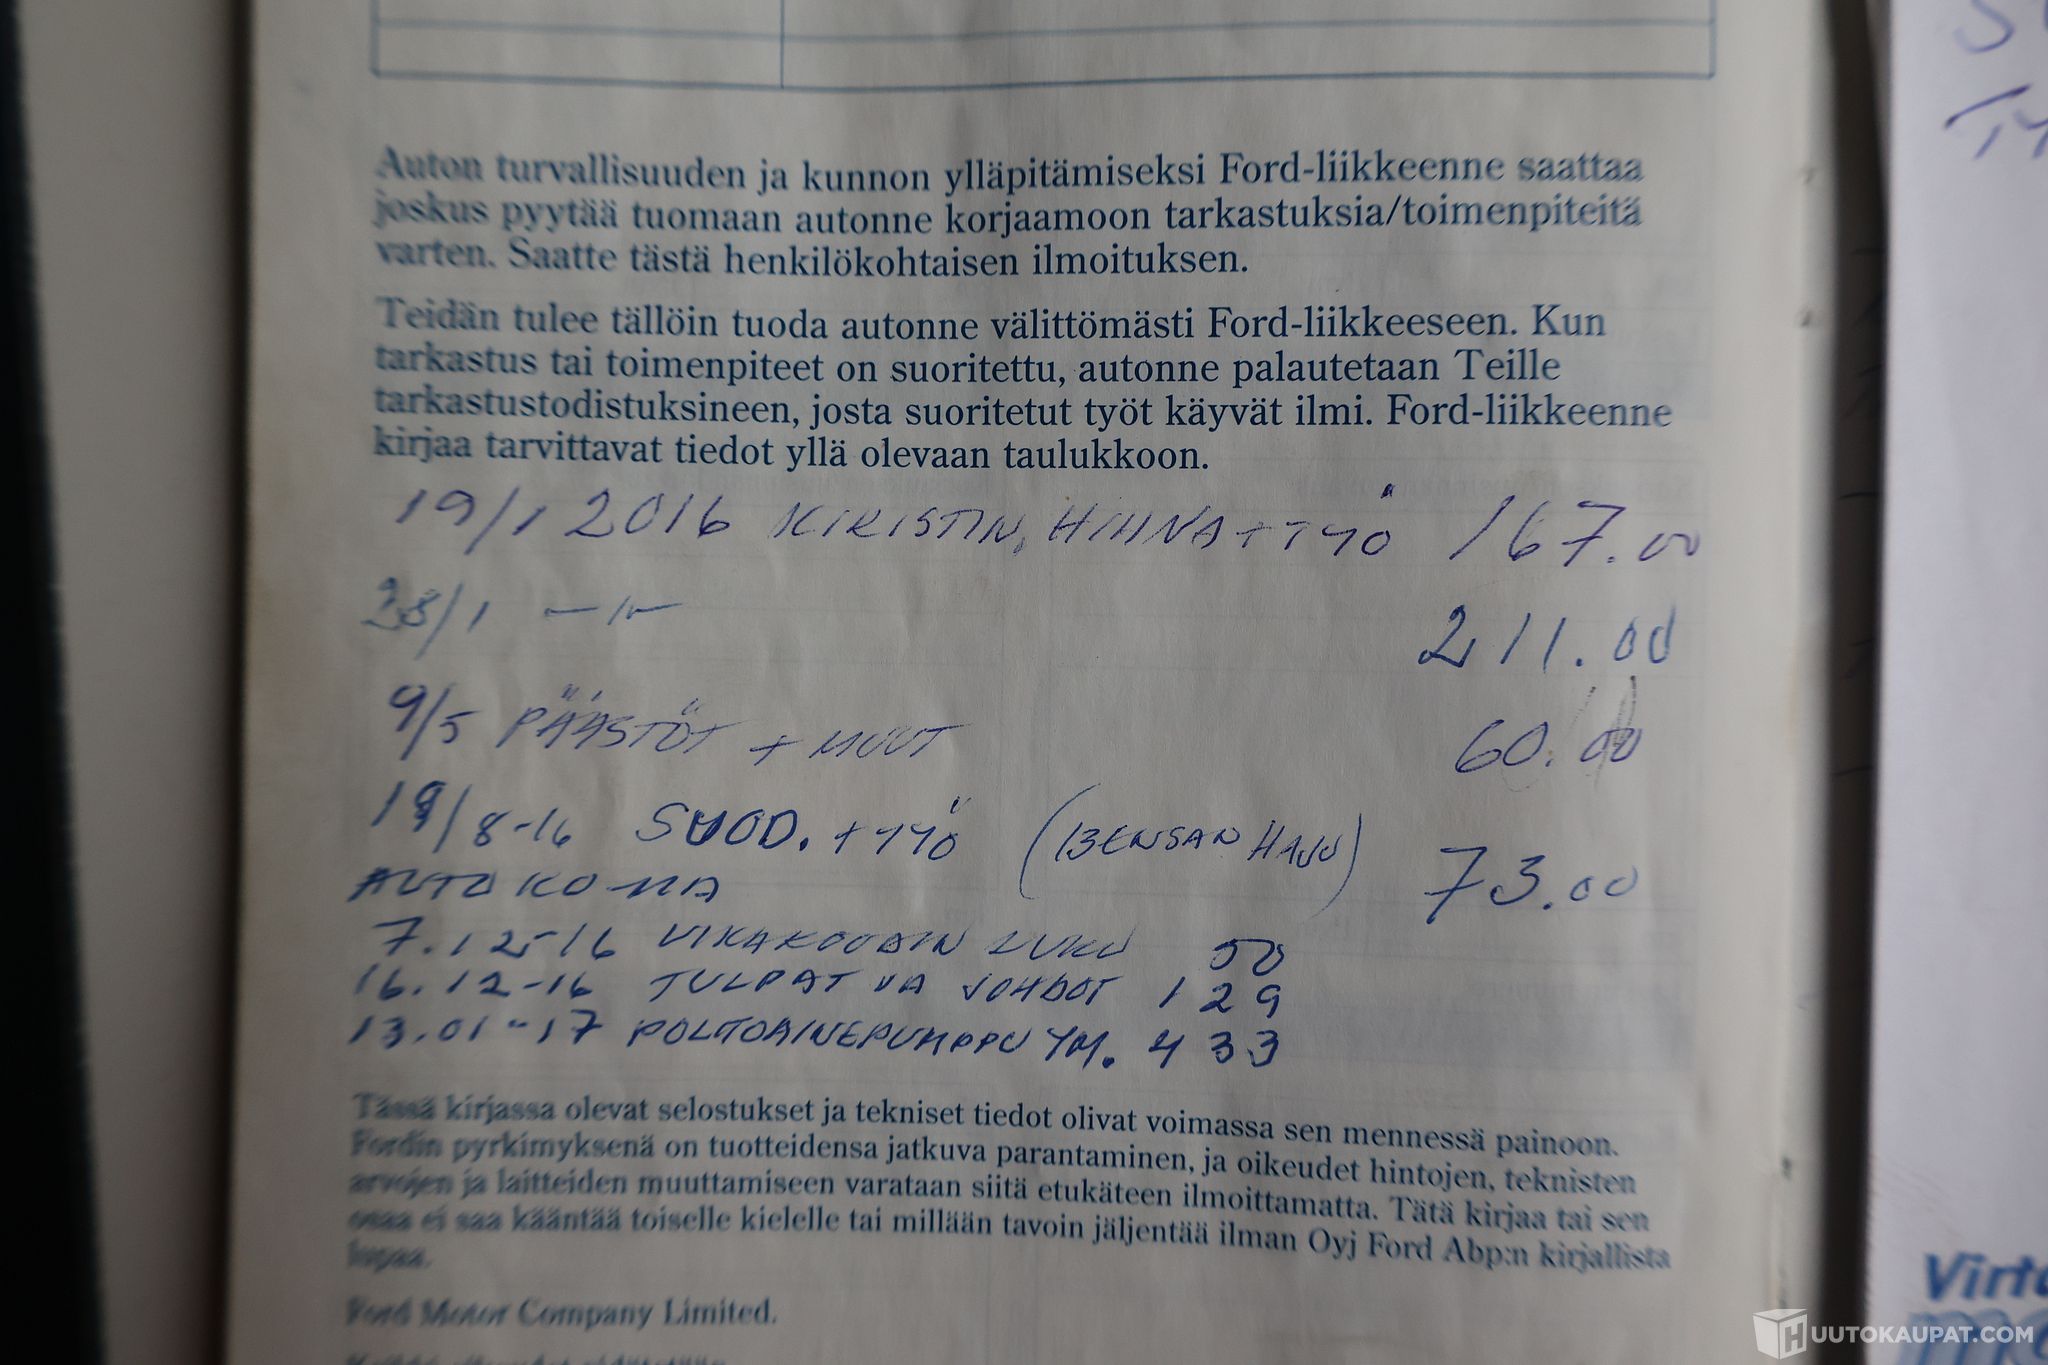 Auton turvallisuuden ja kunnon ylläpitämiseksi Ford-liikkeenne saattaa
joskus pyytää tuomaan autonne korjaamoon tarkastuksia/toimenpiteitä
varten. Saatte tästä henkilökohtaisen ilmoituksen.
Teidän tulee tällöin tuoda autonne välittömästi Ford-liikkeeseen. Kun
tarkastus tai toimenpiteet on suoritettu, autonne palautetaan Teille
tarkastustodistuksineen, josta suoritetut työt käyvät ilmi. Ford-liikkeenne
kirjaa tarvittavat tiedot yllä olevaan taulukkoon.
19/1 2016 KIRISTIN, HIHNA + TYÖ 167.00
28/1 —"— 211.00
9/5 PÄÄSTÖT + MUUT 60.00
/8-16 SUOD. + TYÖ (BENSAN HAJU) 73.00
AUTOKO
7.12-16 VIKAKOODIN LUKU 50
16.12-16 TULPAT JA JOHDOT 129
13.01-17 POLTOAINEPUMPPU YM. 433
Tässä kirjassa olevat selostukset ja tekniset tiedot olivat voimassa sen mennessä painoon.
Fordin pyrkimyksenä on tuotteidensa jatkuva parantaminen, ja oikeudet hintojen, teknisten
arvojen ja laitteiden muuttamiseen varataan siitä etukäteen ilmoittamatta. Tätä kirjaa tai sen
osaa ei saa kääntää toiselle kielelle tai millään tavoin jäljentää ilman Oyj Ford Abp:n kirjallista
lupaa.
Ford Motor Company Limited.
HUUTOKAUPAT.COM